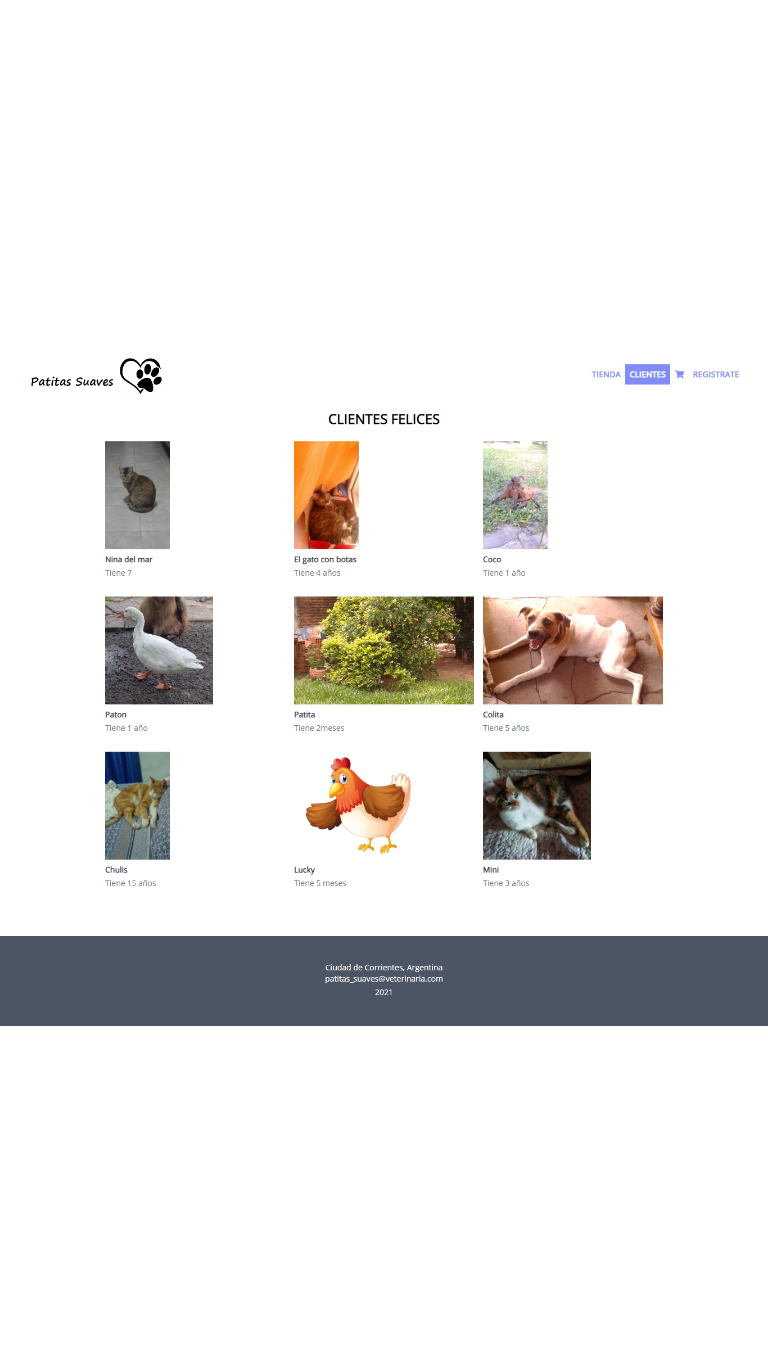 Patitas Suaves
TIENDA CLIENTES REGISTRATE
CLIENTES FELICES
Nina del mar
Tiene 7
El gato con botas
Tiene 4 años
Coco
Tiene 1 año
Paton
Tiene 1 año
Patita
Tiene 2meses
Colita
Tiene 5 años
Chulis
Tiene 15 años
Lucky
Tiene 5 meses
Mini
Tiene 3 años
Ciudad de Corrientes, Argentina
patitas_suaves@veterinaria.com
2021